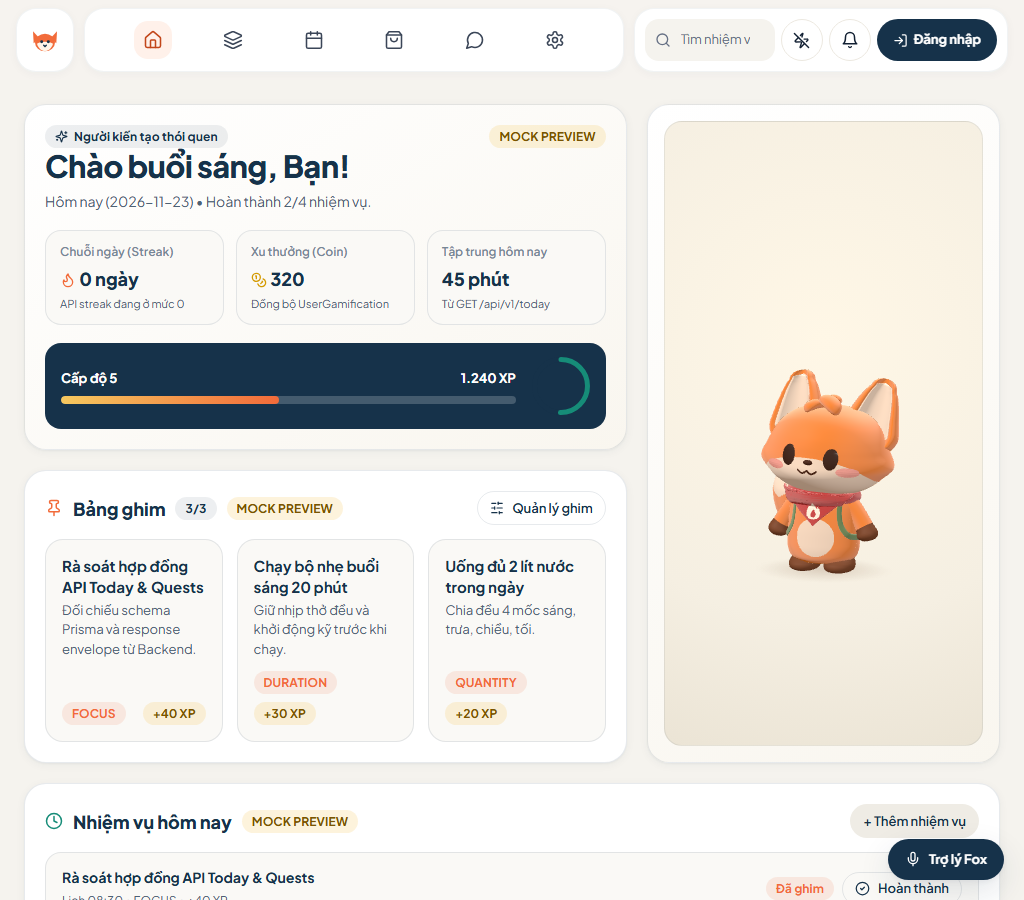 Tìm nhiệm v
Đăng nhập
Người kiến tạo thói quen
MOCK PREVIEW
Chào buổi sáng, Bạn!
Hôm nay (2026-11-23) • Hoàn thành 2/4 nhiệm vụ.
Chuỗi ngày (Streak)
0 ngày
API streak đang ở mức 0
Xu thưởng (Coin)
320
Đồng bộ UserGamification
Tập trung hôm nay
45 phút
Từ GET /api/v1/today
Cấp độ 5
1.240 XP
Bảng ghim
3/3
MOCK PREVIEW
Quản lý ghim
Rà soát hợp đồng
API Today & Quests
Đối chiếu schema
Prisma và response
envelope từ Backend.
FOCUS
+40 XP
Chạy bộ nhẹ buổi
sáng 20 phút
Giữ nhịp thở đều và
khởi động kỹ trước khi
chạy.
DURATION
+30 XP
Uống đủ 2 lít nước
trong ngày
Chia đều 4 mốc sáng,
trưa, chiều, tối.
QUANTITY
+20 XP
Nhiệm vụ hôm nay
MOCK PREVIEW
+ Thêm nhiệm vụ
Trợ lý Fox
Rà soát hợp đồng API Today & Quests
Đã ghim
Hoàn thành
Lịch 08:30 • FOCUS • +40 XP